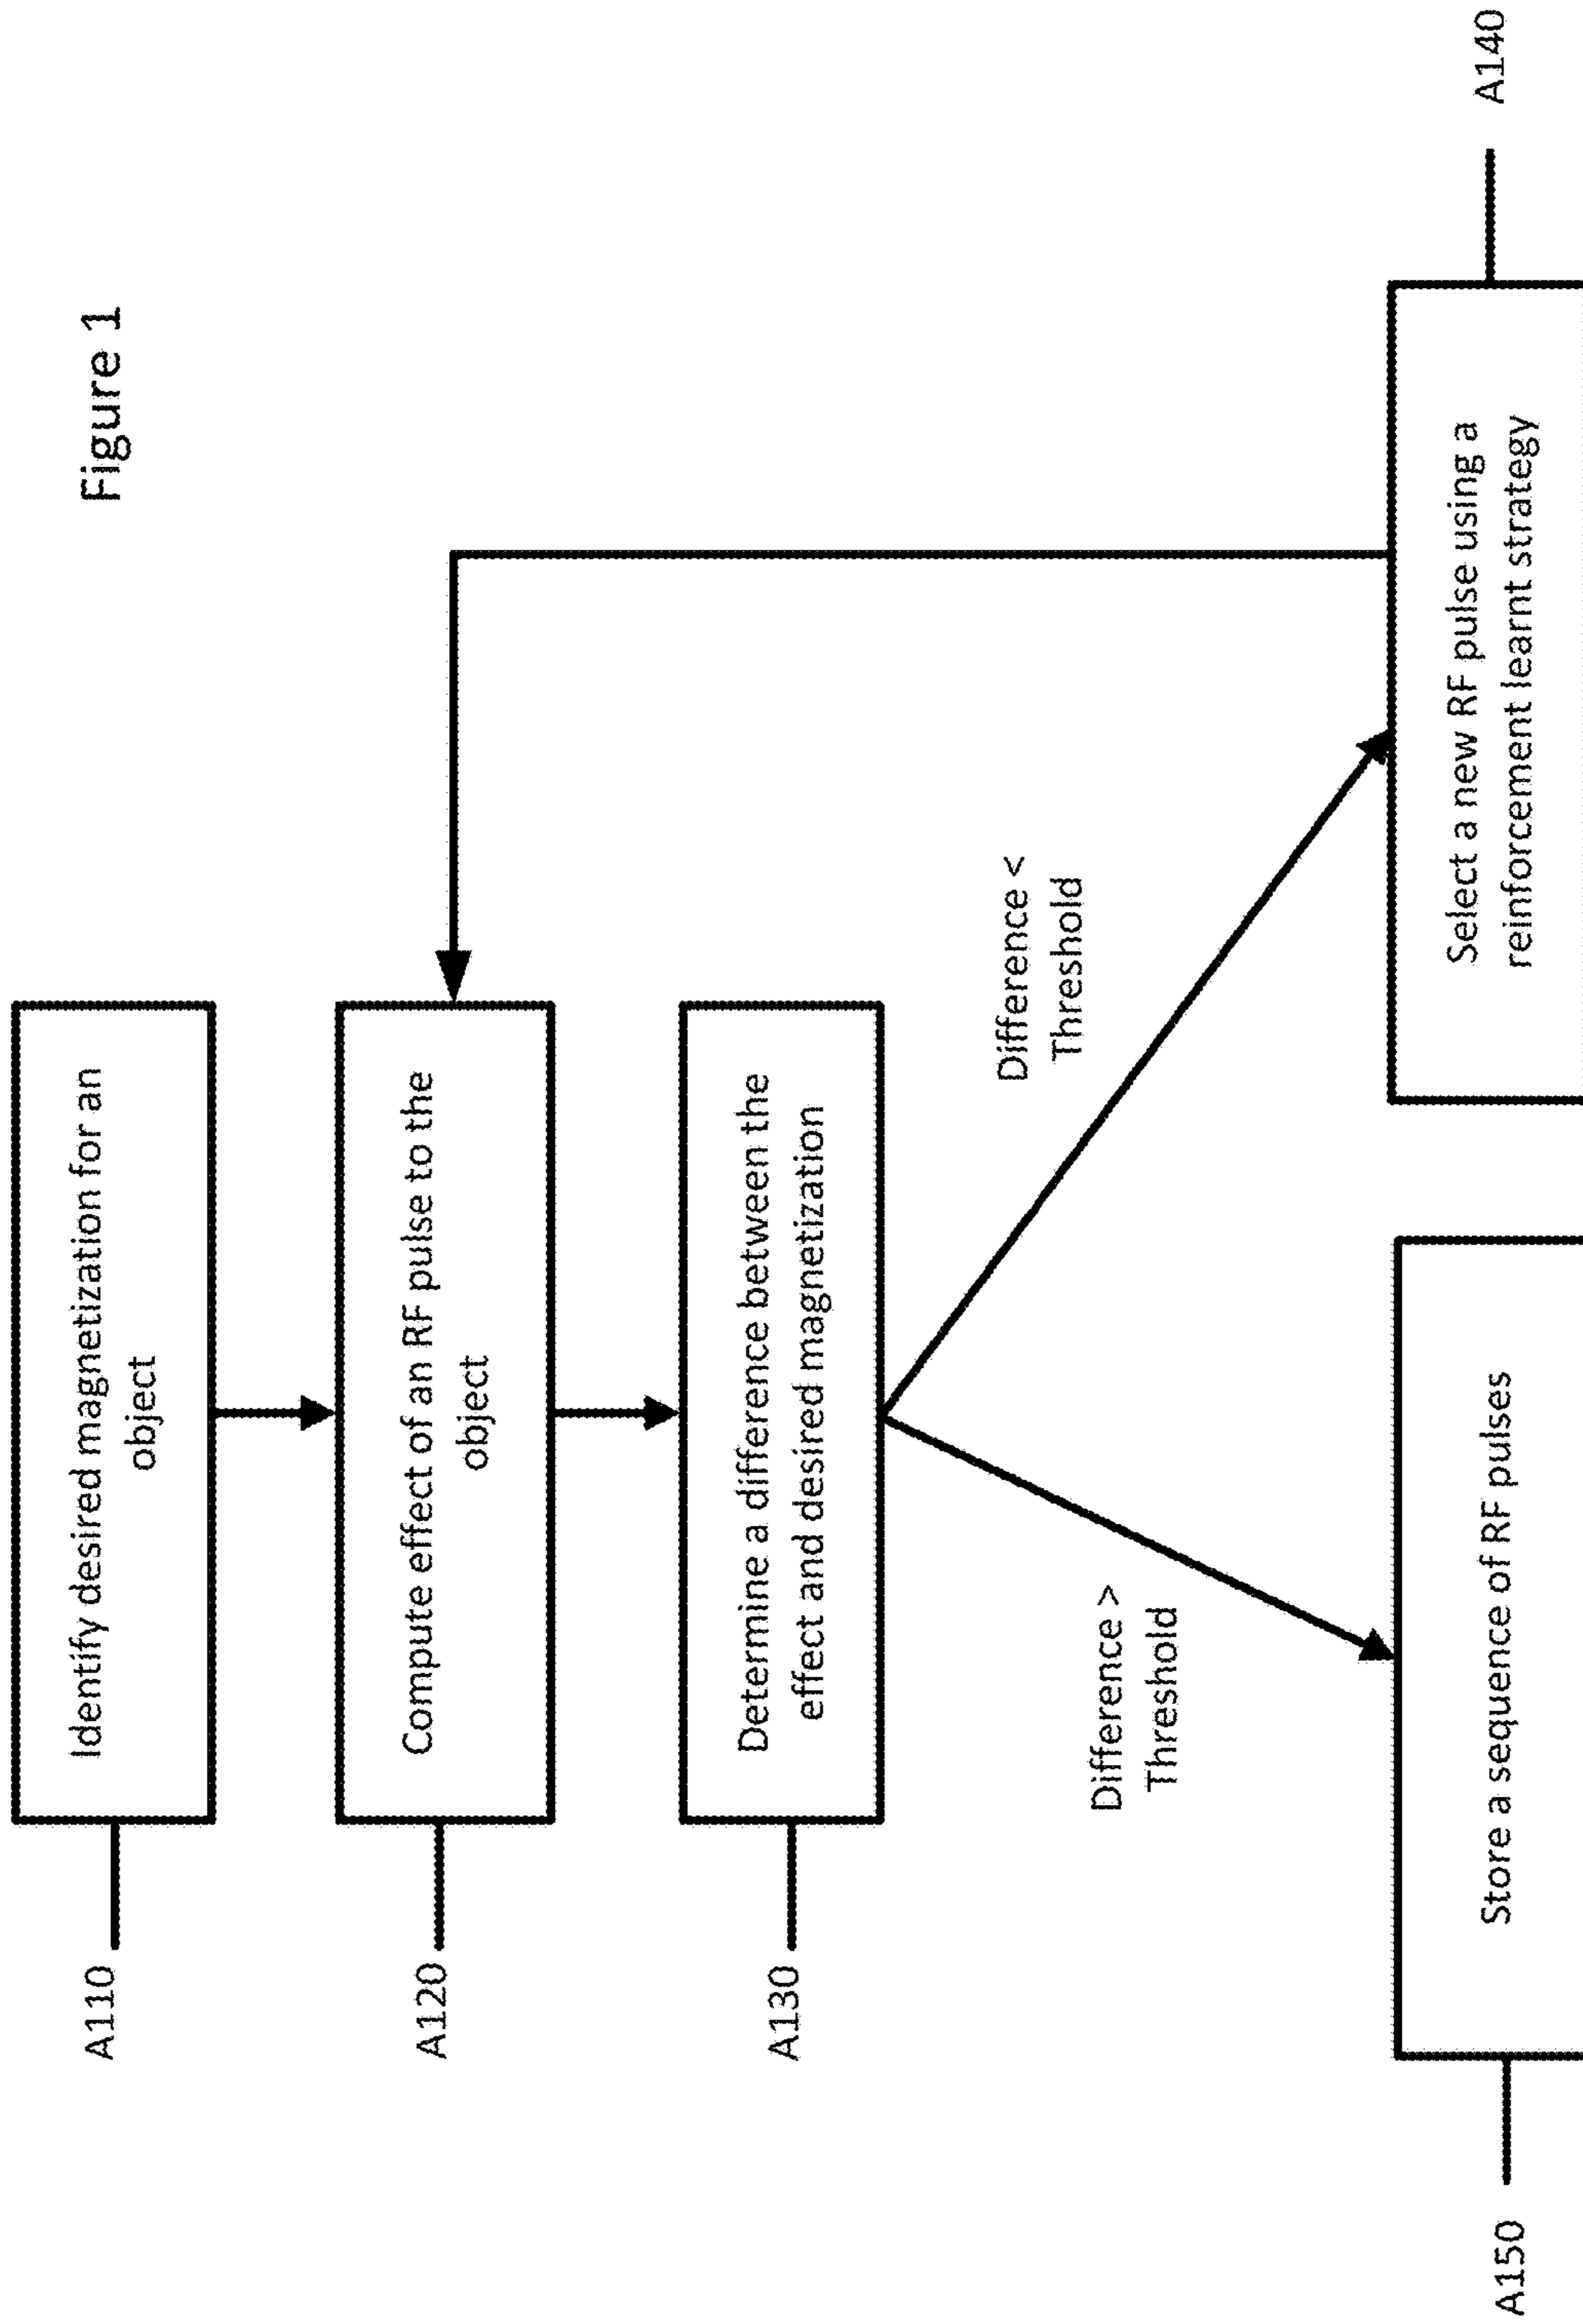 Figure 1
A110
Identify desired magnetization for an
object
A120
Compute effect of an RF pulse to the
object
A130
Determine a difference between the
effect and desired magnetization
Difference >
Threshold
Difference <
Threshold
A150
Store a sequence of RF pulses
Select a new RF pulse using a
reinforcement learnt strategy
A140